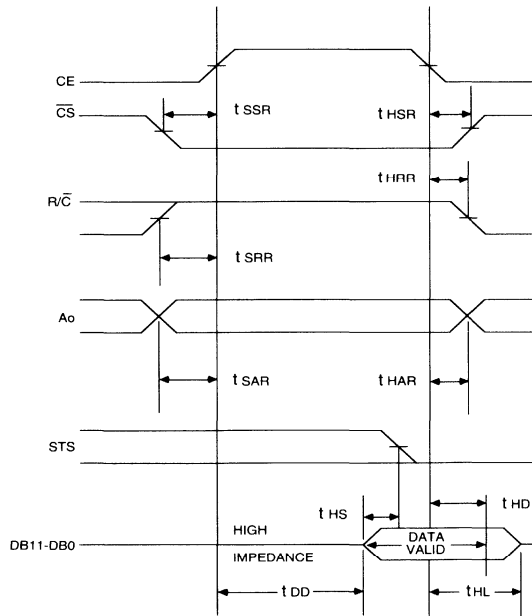 CE
C̅S̅
t SSR
t HSR
t HRR
R/C̅
t SRR
Ao
t SAR
t HAR
STS
t HS
t HD
HIGH
DB11-DB0
IMPEDANCE
DATA
VALID
t DD
t HL